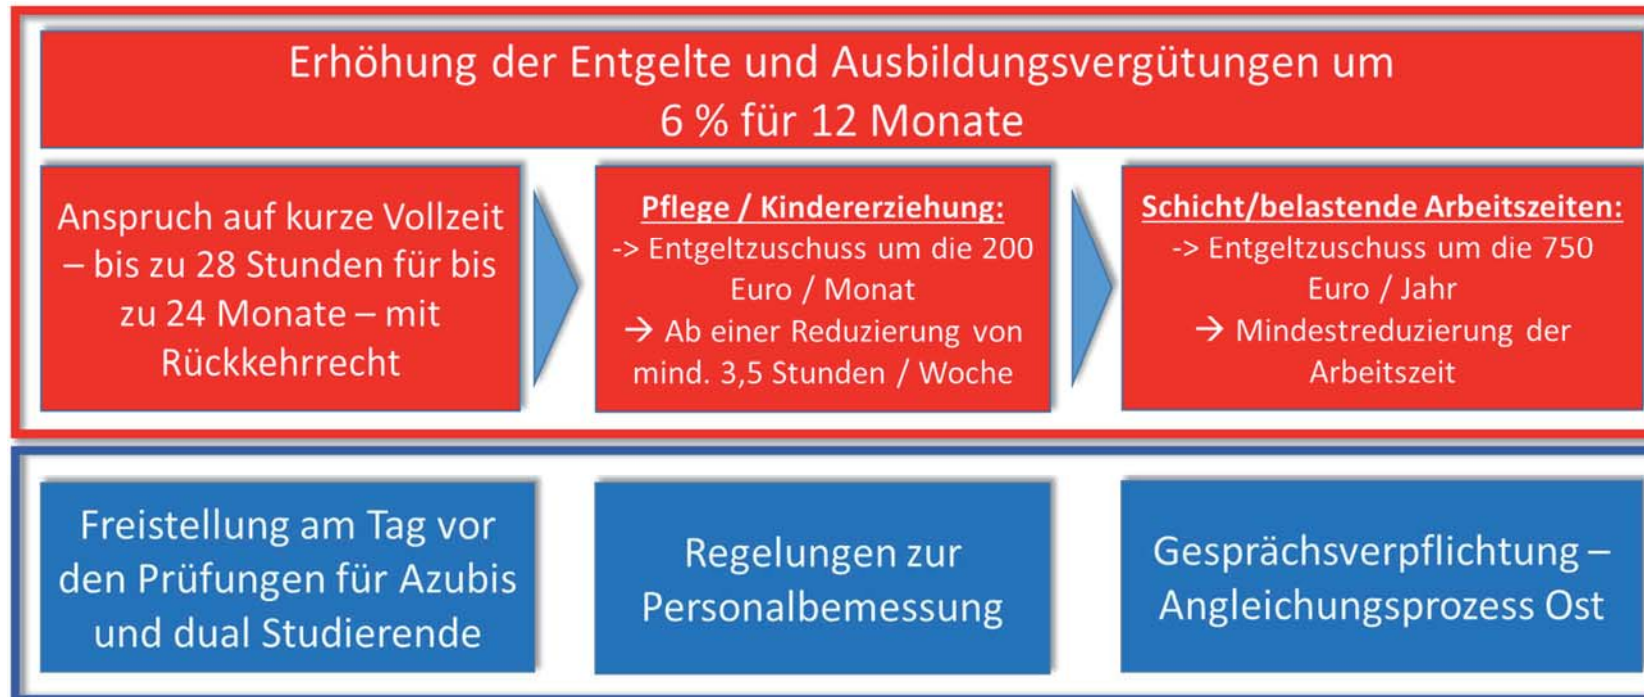 Erhöhung der Entgelte und Ausbildungsvergütungen um
6 % für 12 Monate
Anspruch auf kurze Vollzeit
– bis zu 28 Stunden für bis
zu 24 Monate – mit
Rückkehrrecht
Pflege / Kindererziehung:
-> Entgeltzuschuss um die 200
Euro / Monat
→ Ab einer Reduzierung von
mind. 3,5 Stunden / Woche
Schicht/belastende Arbeitszeiten:
-> Entgeltzuschuss um die 750
Euro / Jahr
→ Mindestreduzierung der
Arbeitszeit
Freistellung am Tag vor
den Prüfungen für Azubis
und dual Studierende
Regelungen zur
Personalbemessung
Gesprächsverpflichtung –
Angleichungsprozess Ost